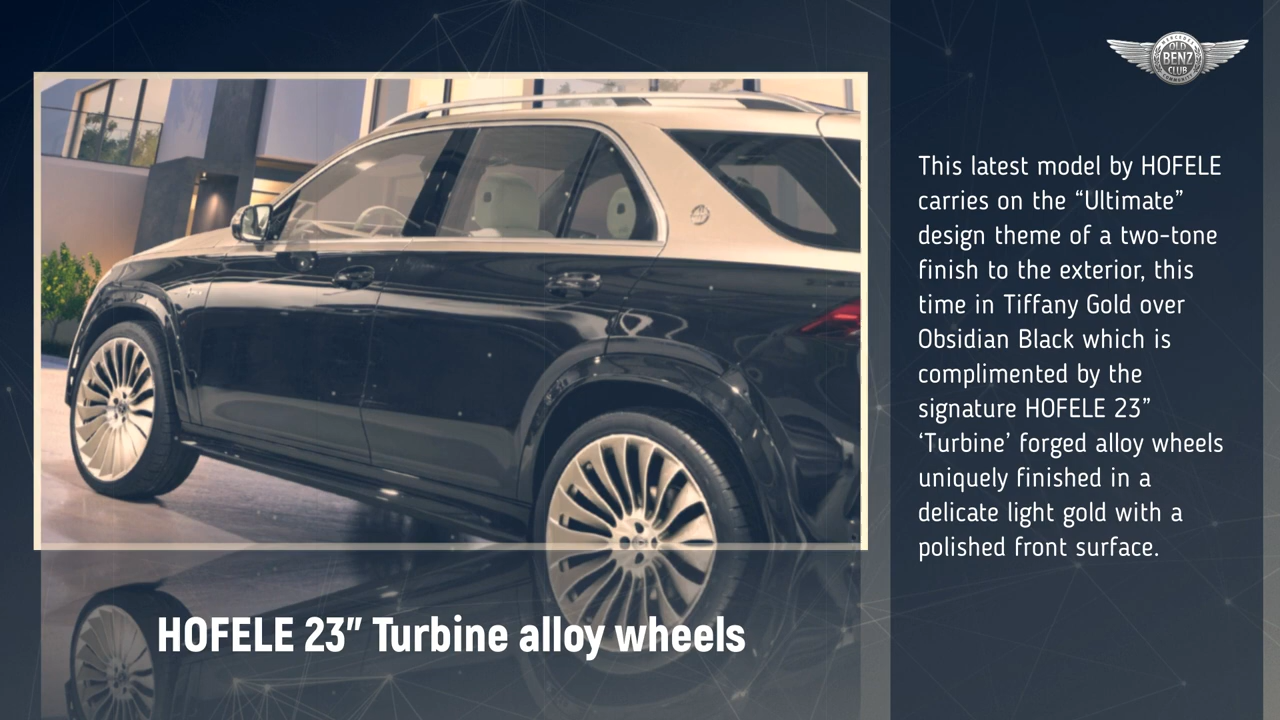 MERCEDES
OLD
BENZ
CLUB
COMMUNITY
This latest model by HOFELE
carries on the “Ultimate”
design theme of a two-tone
finish to the exterior, this
time in Tiffany Gold over
Obsidian Black which is
complimented by the
signature HOFELE 23”
‘Turbine’ forged alloy wheels
uniquely finished in a
delicate light gold with a
polished front surface.
HOFELE 23” Turbine alloy wheels